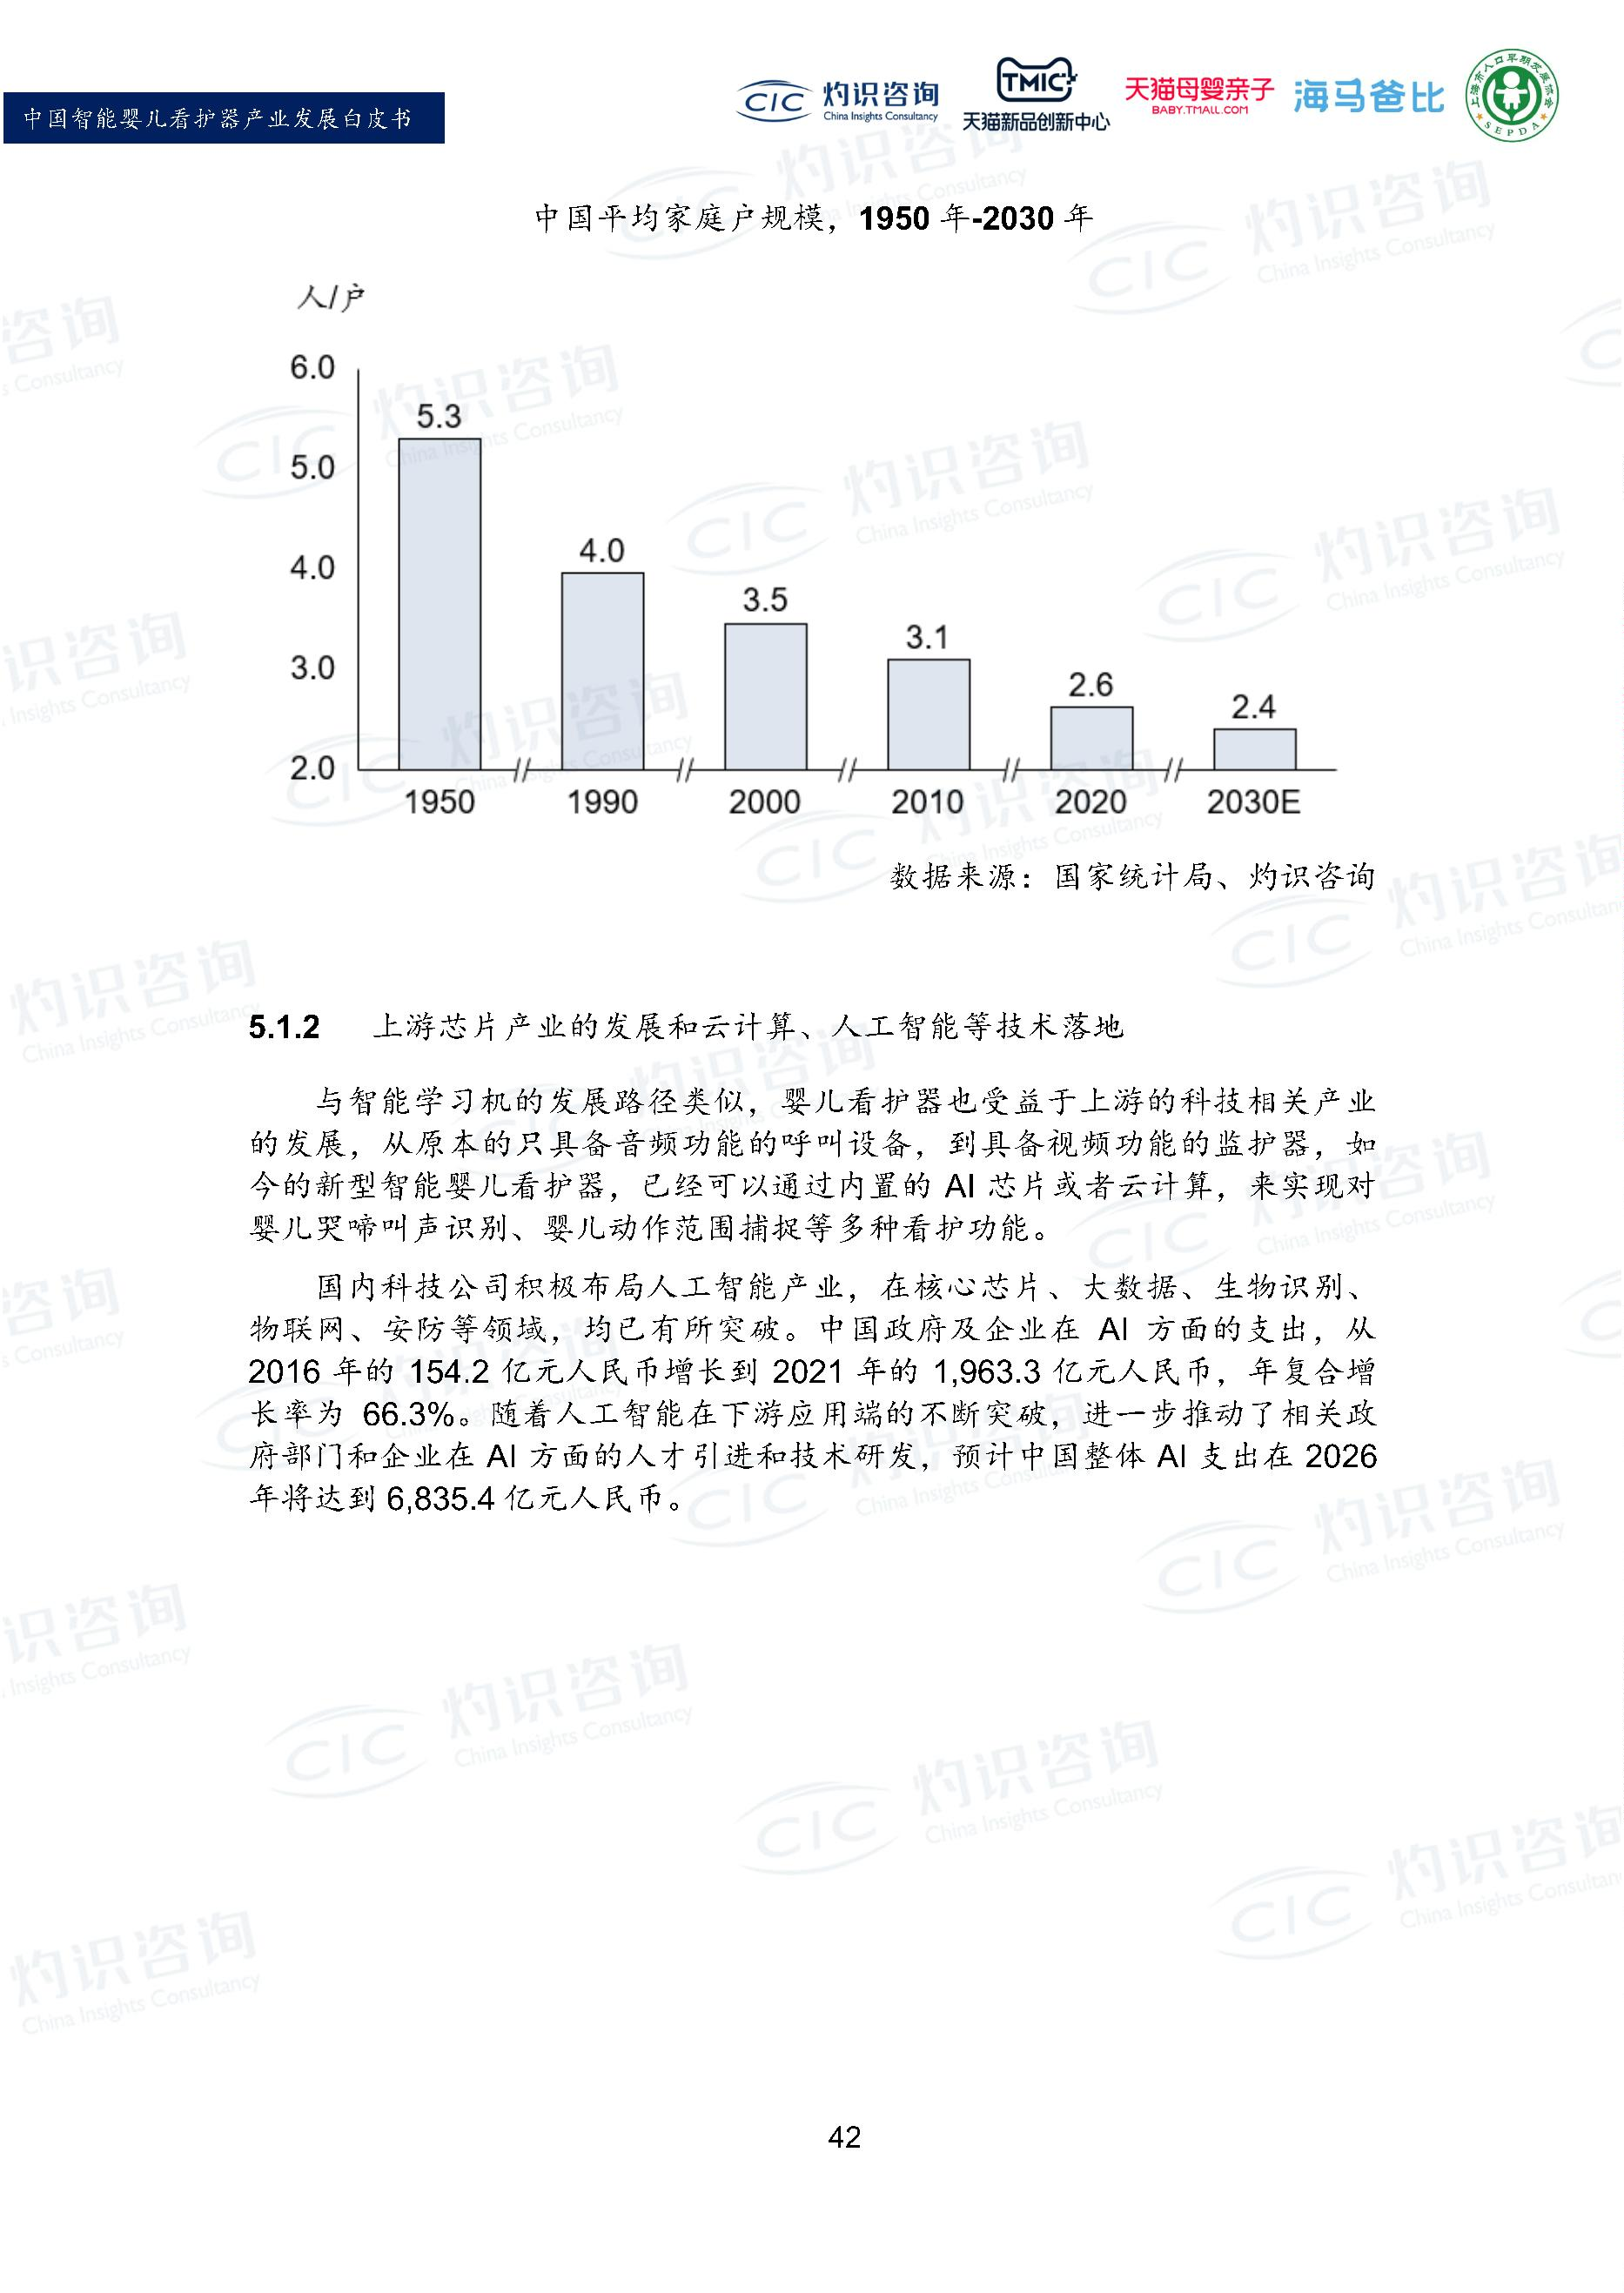 中国智能婴儿看护器产业发展白皮书
CIC 灼识咨询
China Insights Consultancy
TMIC
天猫新品创新中心
天猫母婴亲子
BABY.TMALL.COM
海马爸比
上海市人口早期发展协会
SEPDA
中国平均家庭户规模，1950 年-2030 年
人/户
6.0
5.0
4.0
3.0
2.0
5.3
4.0
3.5
3.1
2.6
2.4
1950 1990 2000 2010 2020 2030E
数据来源：国家统计局、灼识咨询
5.1.2 上游芯片产业的发展和云计算、人工智能等技术落地
与智能学习机的发展路径类似，婴儿看护器也受益于上游的科技相关产业
的发展，从原本的只具备音频功能的呼叫设备，到具备视频功能的监护器，如
今的新型智能婴儿看护器，已经可以通过内置的 AI 芯片或者云计算，来实现对
婴儿哭啼叫声识别、婴儿动作范围捕捉等多种看护功能。
国内科技公司积极布局人工智能产业，在核心芯片、大数据、生物识别、
物联网、安防等领域，均已有所突破。中国政府及企业在 AI 方面的支出，从
2016 年的 154.2 亿元人民币增长到 2021 年的 1,963.3 亿元人民币，年复合增
长率为 66.3%。随着人工智能在下游应用端的不断突破，进一步推动了相关政
府部门和企业在 AI 方面的人才引进和技术研发，预计中国整体 AI 支出在 2026
年将达到 6,835.4 亿元人民币。
42